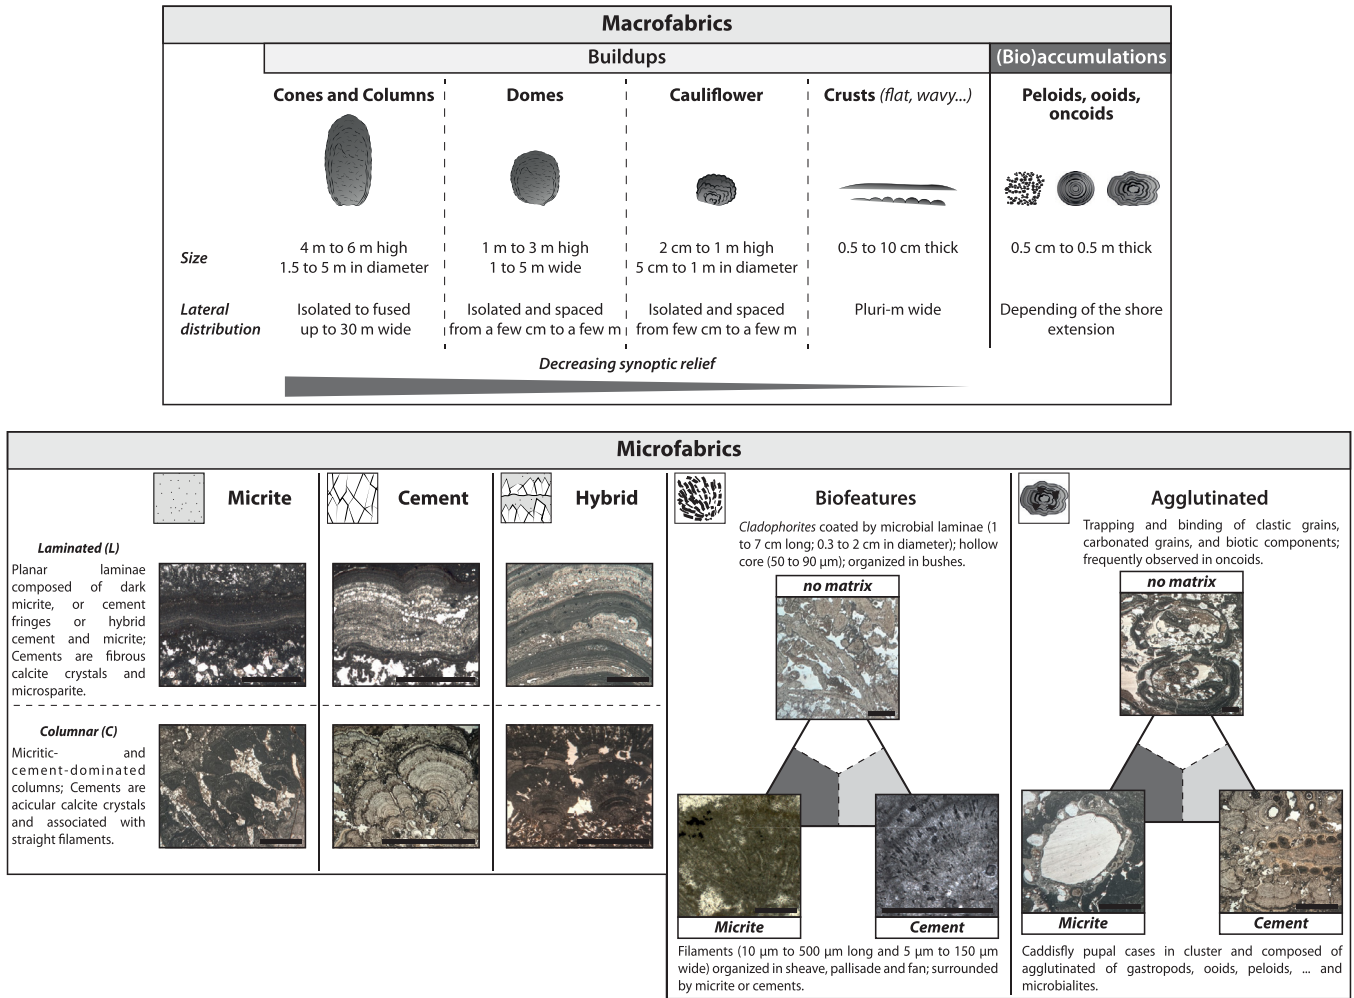 Macrofabrics
Buildups
(Bio)accumulations
Cones and Columns
Domes
Cauliflower
Crusts (flat, wavy...)
Peloids, ooids,
oncoids
Size
4 m to 6 m high
1.5 to 5 m in diameter
1 m to 3 m high
1 to 5 m wide
2 cm to 1 m high
5 cm to 1 m in diameter
0.5 to 10 cm thick
0.5 cm to 0.5 m thick
Lateral
distribution
Isolated to fused
up to 30 m wide
Isolated and spaced
from a few cm to a few m
Isolated and spaced
from few cm to a few m
Pluri-m wide
Depending of the shore
extension
Decreasing synoptic relief
Microfabrics
Micrite
Cement
Hybrid
Biofeatures
Agglutinated
Laminated (L)
Planar laminae
composed of dark
micrite, or cement
fringes or hybrid
cement and micrite;
Cements are fibrous
calcite crystals and
microsparite.
Columnar (C)
Micritic- and
cement-dominated
columns; Cements are
acicular calcite crystals
and associated with
straight filaments.
Cladophorites coated by microbial laminae (1
to 7 cm long; 0.3 to 2 cm in diameter); hollow
core (50 to 90 µm); organized in bushes.
no matrix
Micrite
Cement
Filaments (10 µm to 500 µm long and 5 µm to 150 µm
wide) organized in sheave, pallisade and fan; surrounded
by micrite or cements.
Trapping and binding of clastic grains,
carbonated grains, and biotic components;
frequently observed in oncoids.
no matrix
Micrite
Cement
Caddisfly pupal cases in cluster and composed of
agglutinated of gastropods, ooids, peloids, ... and
microbialites.